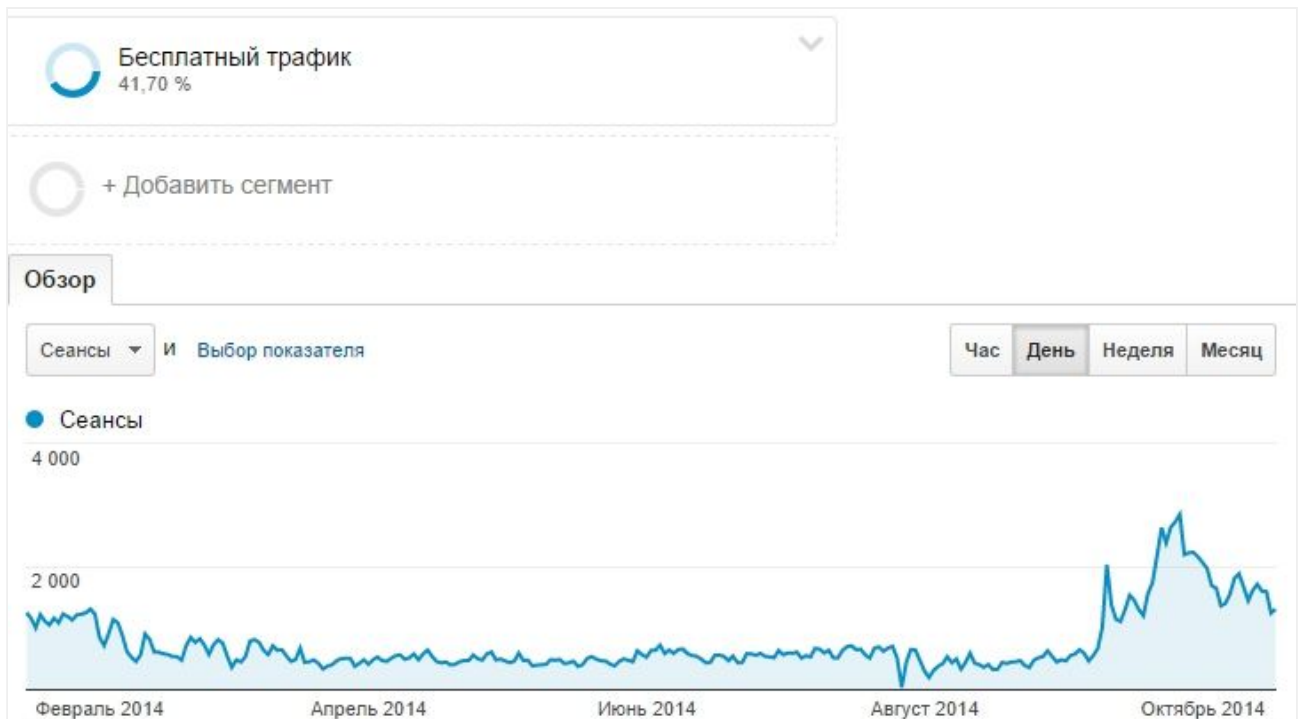 Бесплатный трафик
41,70 %
+ Добавить сегмент
Обзор
Сеансы и Выбор показателя Час День Неделя Месяц
Сеансы
4 000
2 000
Февраль 2014 Апрель 2014 Июнь 2014 Август 2014 Октябрь 2014